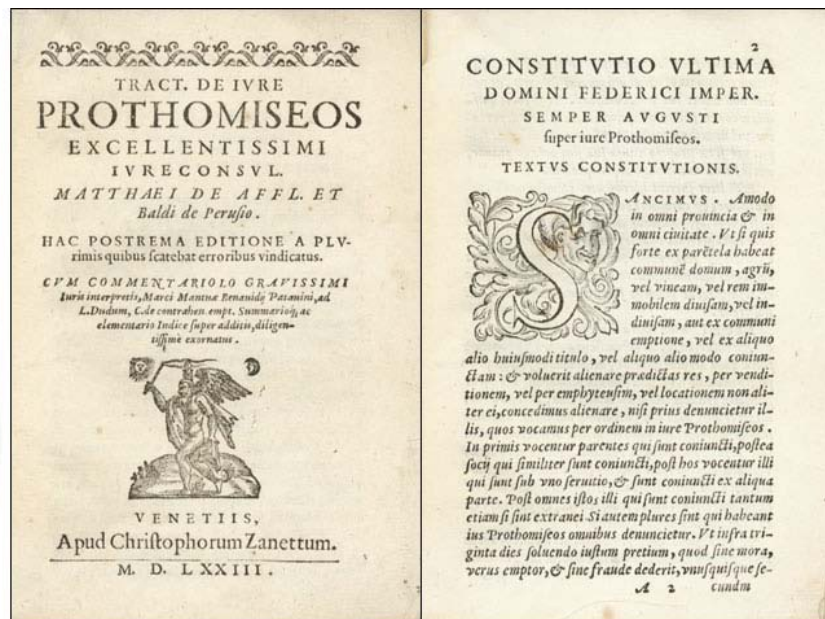 TRACT. DE IVRE
PROTHOMISEOS
EXCELLENTISSIMI
IVRECONSVL.
MATTHAEI DE AFFL. ET
Baldi de Perusio.
HAC POSTREMA EDITIONE A PLV-
rimis quibus ſcatebat erroribus vindicatus.
CVM COMMENTARIOLO GRAVISSIMI
Iuris interpretis, Marci Mantuæ Benauidij Patauini, ad
L. Dudum, C. de contrahen. empt. Summarioq́; ac
elementario Indice ſuper additis, diligen-
tiſſimè exornatus.
VENETIIS,
Apud Chriſtophorum Zanettum.
M. D. LXXIII.
2
CONSTITVTIO VLTIMA
DOMINI FEDERICI IMPER.
SEMPER AVGVSTI
ſuper iure Prothomiſeos.
TEXTVS CONSTITVTIONIS.
SANCIMVS. Amodo
in omni prouincia & in
omni ciuitate. Vt ſi quis
forte ex parẽtela habeat
communẽ domum, agrũ,
vel vineam, vel rem im-
mobilem diuiſam, vel in-
diuiſam, aut ex communi
emptione, vel ex aliquo
alio huiuſmodi titulo, vel aliquo alio modo coniun-
ctam: & voluerit alienare prædictas res, per vendi-
tionem, vel per emphyteuſim, vel locationem non ali-
ter ei, concedimus alienare, niſi prius denuncietur il-
lis, quos vocamus per ordinem in iure Prothomiſeos.
In primis vocentur parentes qui ſunt coniuncti, poſtea
ſocij qui ſimiliter ſunt coniuncti, poſt hos vocentur illi
qui ſunt ſub vno ſeruitio, & ſunt coniuncti ex aliqua
parte. Poſt omnes iſtos illi qui ſunt coniuncti tantum
etiam ſi ſint extranei Si autem plures ſint qui habeant
ius Prothomiſeos omnibus denuncietur. Vt infra tri-
ginta dies ſoluendo iuſtum pretium, quod ſine mora,
verus emptor, & ſine fraude dederit, vnuſquiſque ſe-
A 2 cundm